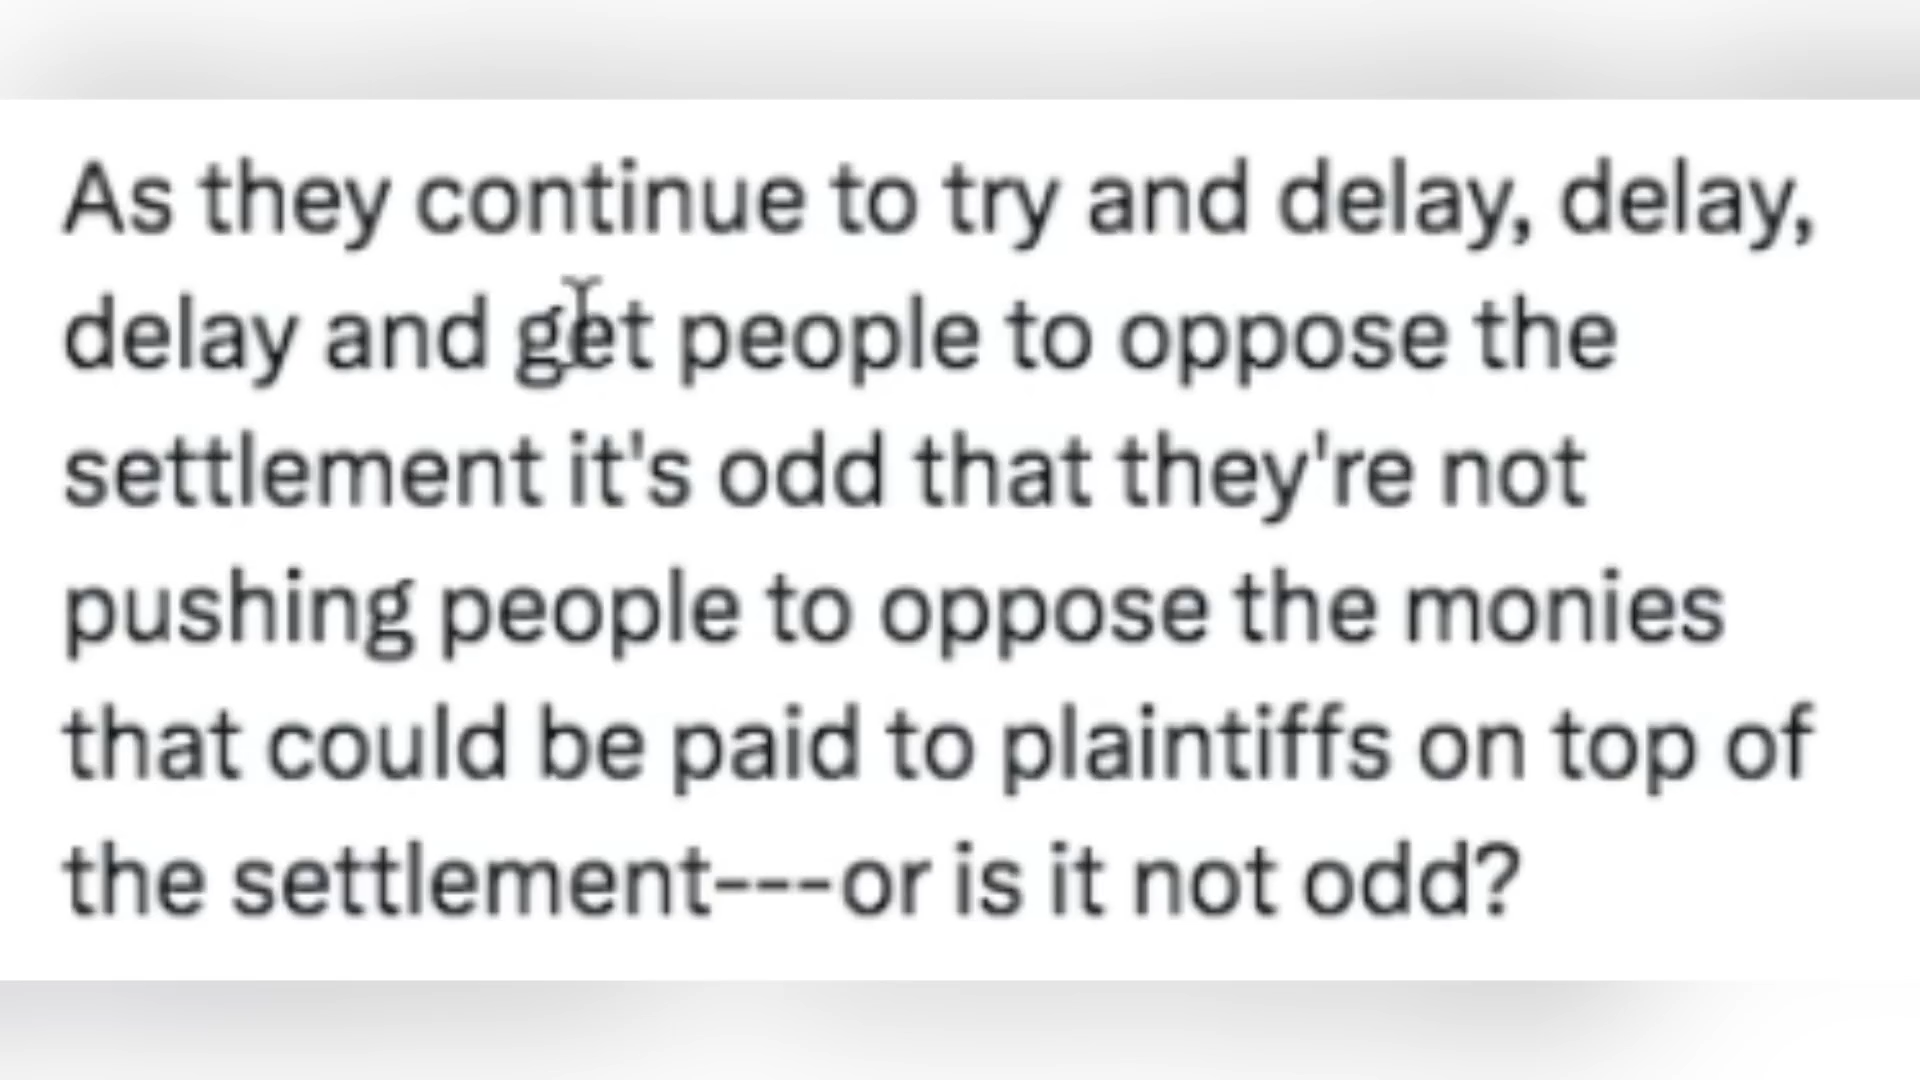 As they continue to try and delay, delay,
delay and get people to oppose the
settlement it's odd that they're not
pushing people to oppose the monies
that could be paid to plaintiffs on top of
the settlement---or is it not odd?